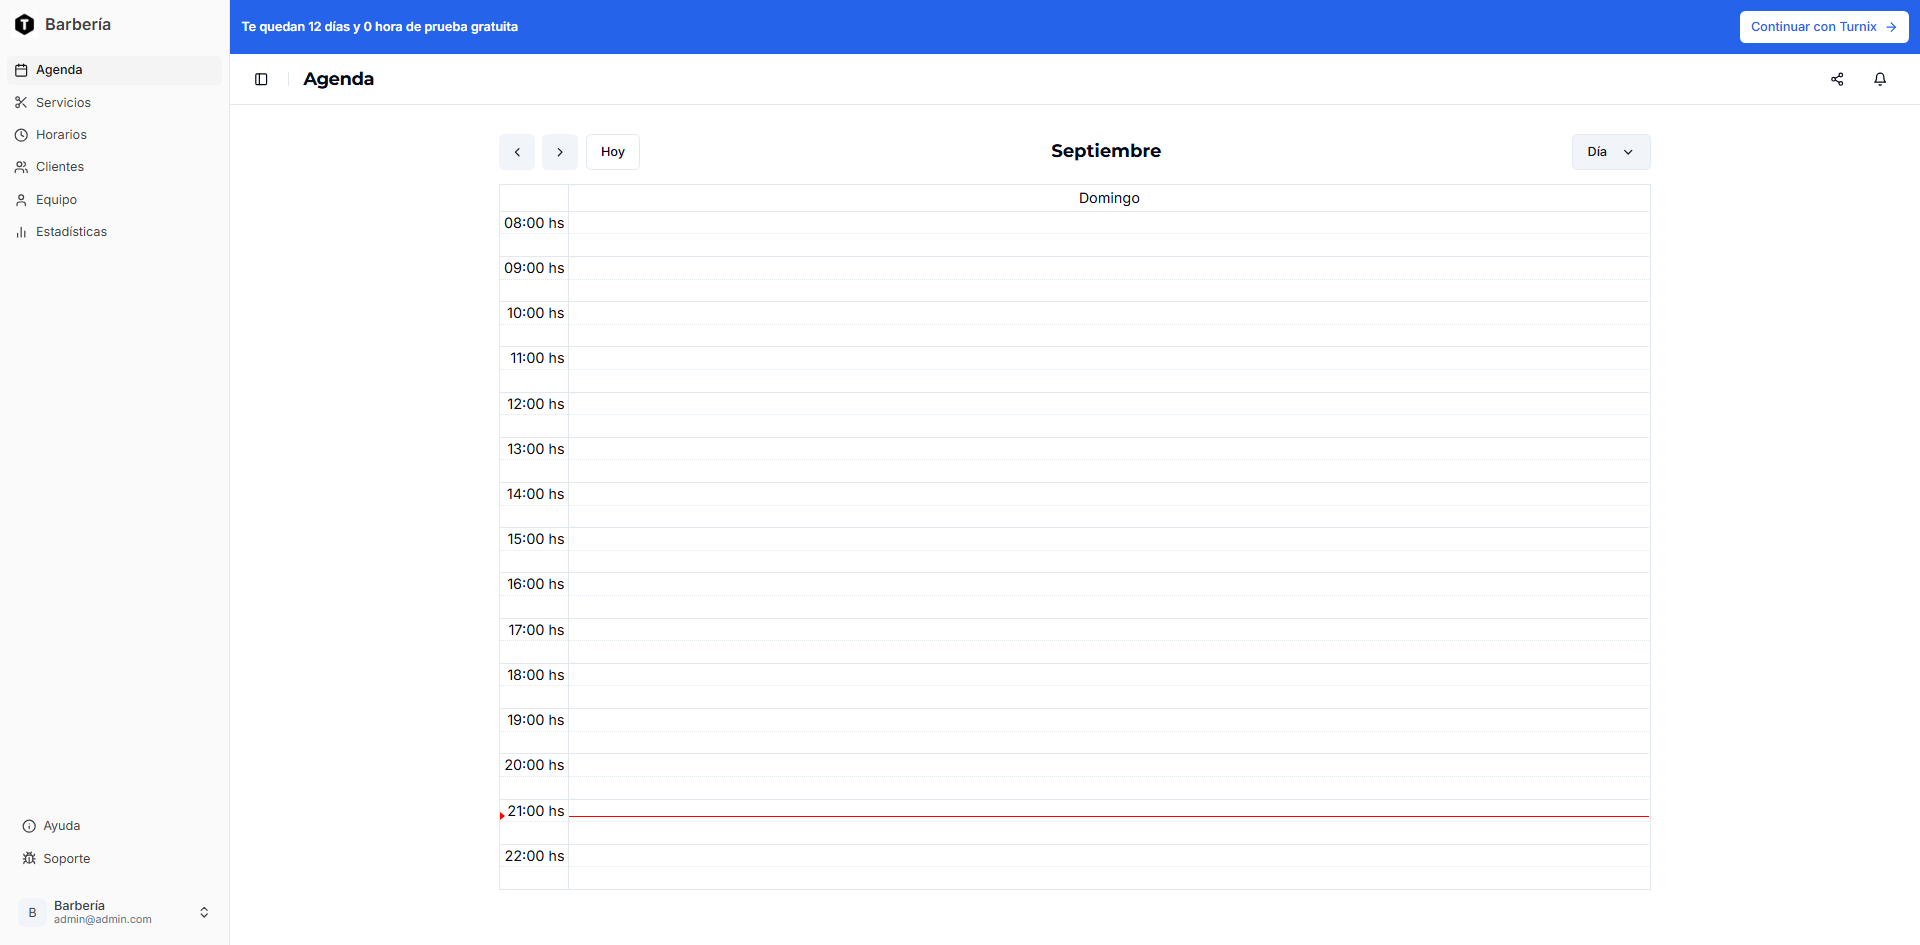 Barbería
Agenda
Servicios
Horarios
Clientes
Equipo
Estadísticas
Ayuda
Soporte
B
Barbería
admin@admin.com
Te quedan 12 días y 0 hora de prueba gratuita
Continuar con Turnix
Agenda
Hoy
Septiembre
Día
Domingo
08:00 hs
09:00 hs
10:00 hs
11:00 hs
12:00 hs
13:00 hs
14:00 hs
15:00 hs
16:00 hs
17:00 hs
18:00 hs
19:00 hs
20:00 hs
21:00 hs
22:00 hs